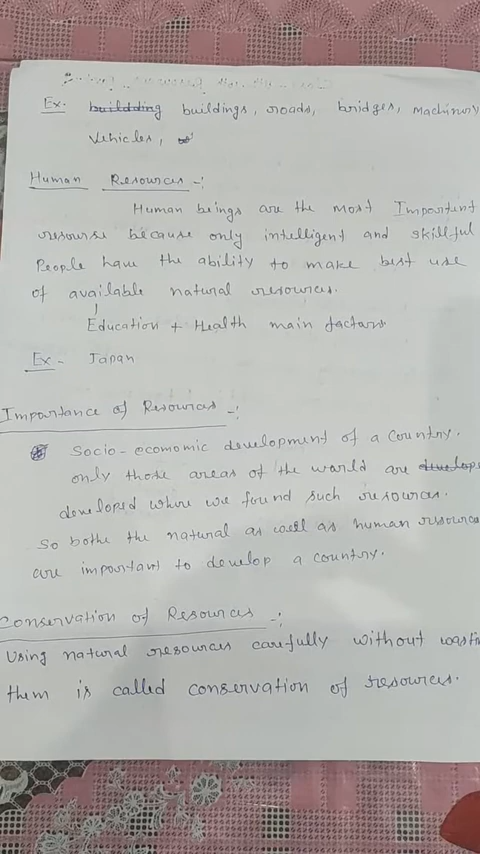 Ex. buildings, roads, bridges, machinery
Vehicles,
Human Resources -:
Human beings are the most Important
resourse because only intelligent and skillful
People have the ability to make best use
of available natural resources.
Education + Health main factors
Ex - Japan
Importance of Resources -:
Socio-ecomomic development of a country.
only those areas of the world are
developed where we found such resources.
So bothe the natural as well as human resources
are important to develop a country.
Conservation of Resources -:
Using natural resources carefully without
them is called conservation of resources.